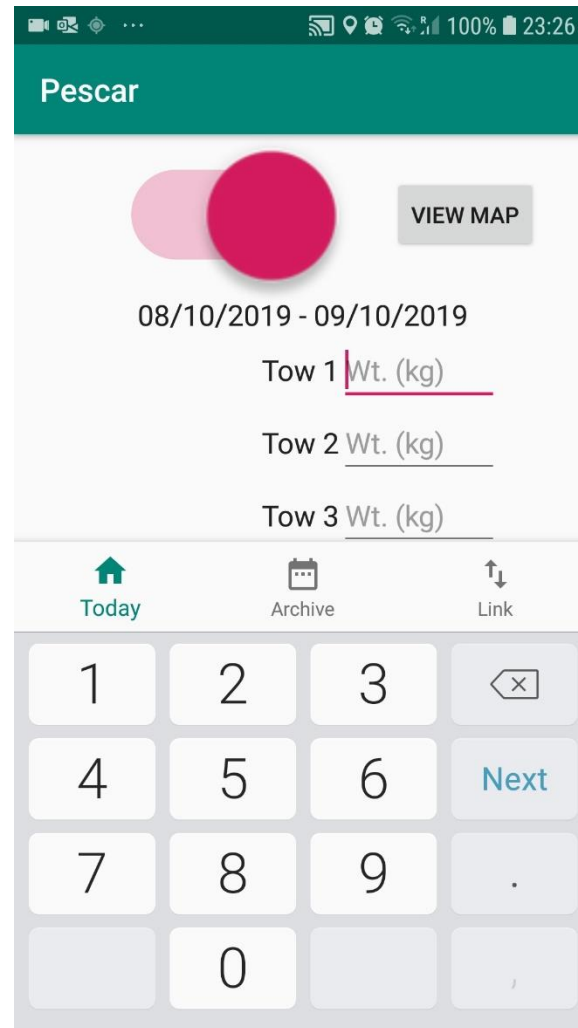 100% 23:26
Pescar
VIEW MAP
08/10/2019 - 09/10/2019
Tow 1 Wt. (kg)
Tow 2 Wt. (kg)
Tow 3 Wt. (kg)
Today Archive Link
1 2 3
4 5 6 Next
7 8 9 .
0 ,